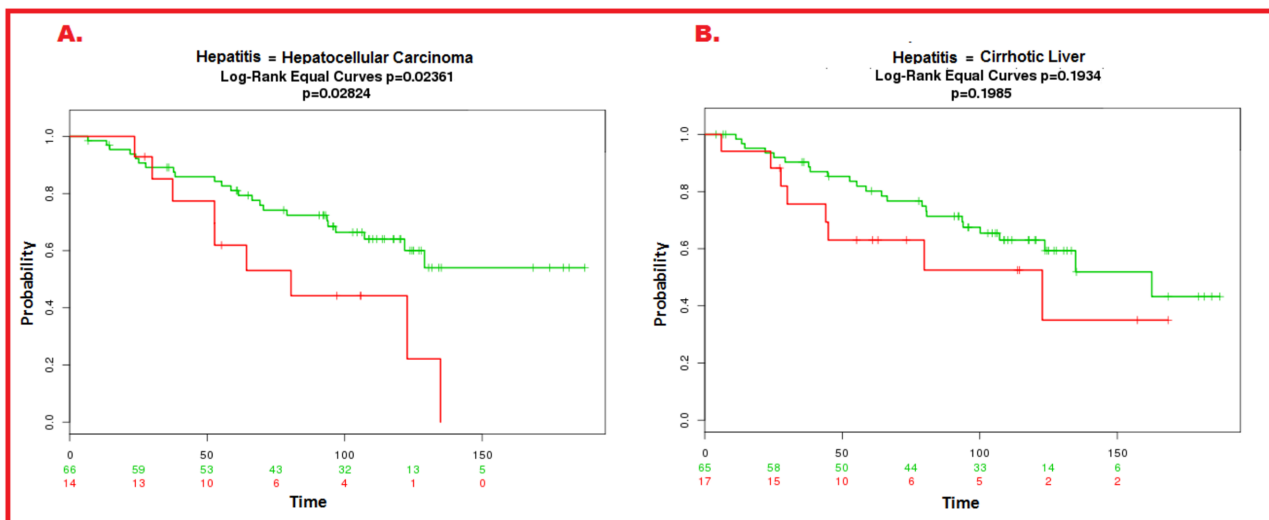 A.
Hepatitis = Hepatocellular Carcinoma
Log-Rank Equal Curves p=0.02361
p=0.02824
Probability
1.0
0.8
0.6
0.4
0.2
0.0
0 50 100 150
66 59 53 43 32 13 5
14 13 10 6 4 1 0
Time
B.
Hepatitis = Cirrhotic Liver
Log-Rank Equal Curves p=0.1934
p=0.1985
Probability
1.0
0.8
0.6
0.4
0.2
0.0
0 50 100 150
65 58 50 44 33 14 6
17 15 10 6 5 2 2
Time